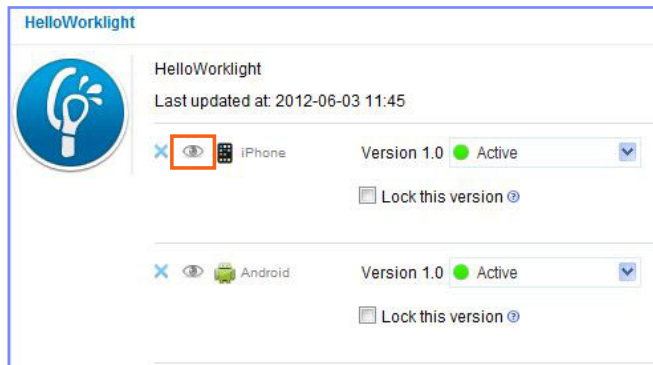 HelloWorklight
HelloWorklight
Last updated at: 2012-06-03 11:45
iPhone Version 1.0 Active
Lock this version ?
Android Version 1.0 Active
Lock this version ?